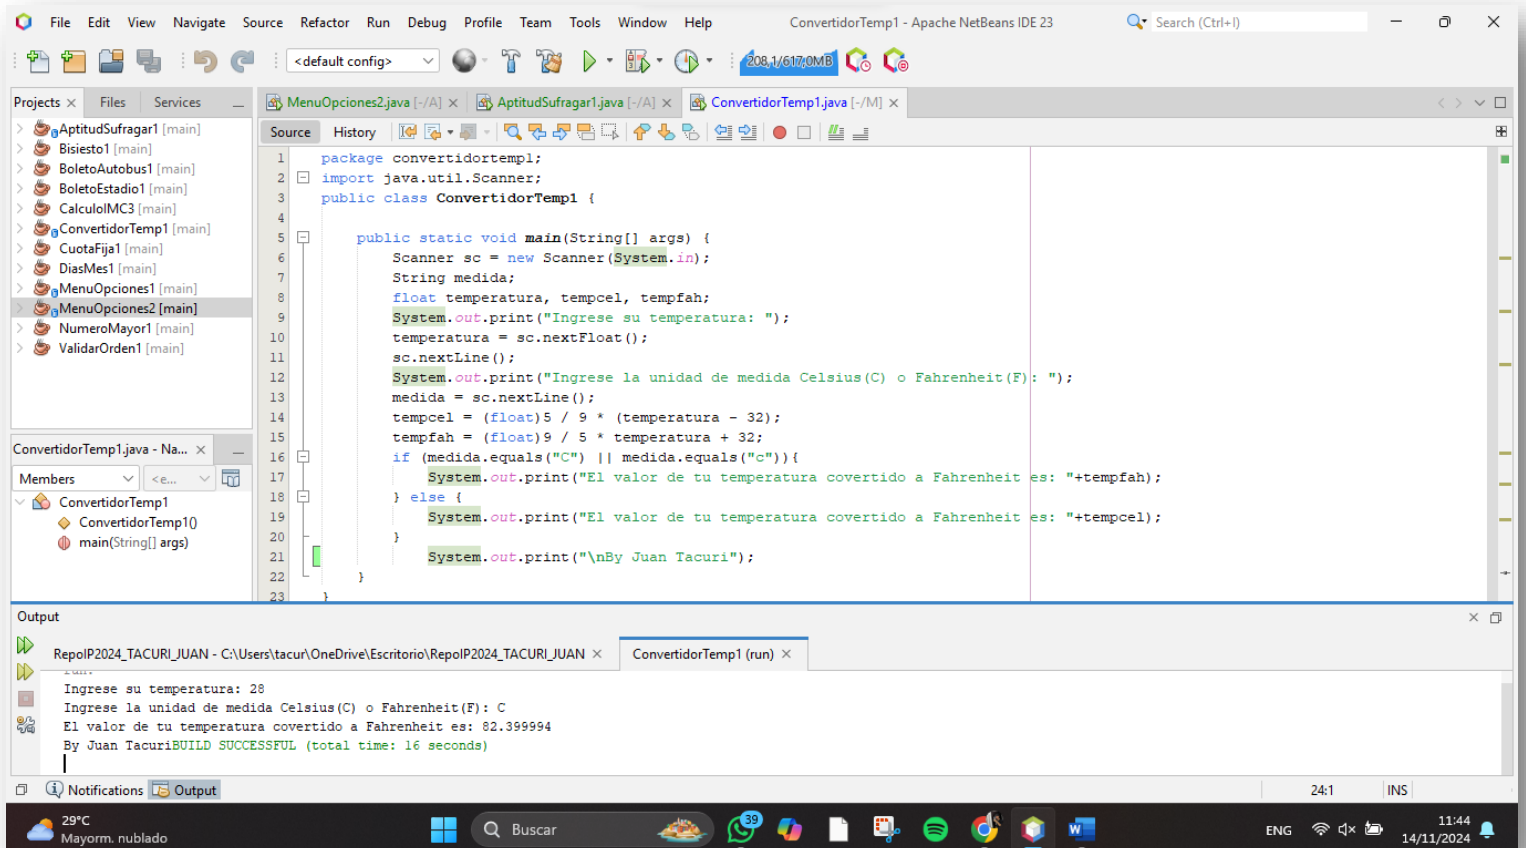 File Edit View Navigate Source Refactor Run Debug Profile Team Tools Window Help ConvertidorTemp1 - Apache NetBeans IDE 23 Search (Ctrl+I)
<default config> 208,1/617,0MB
Projects Files Services MenuOpciones2.java [-/A] AptitudSufragar1.java [-/A] ConvertidorTemp1.java [-/M]
Source History
AptitudSufragar1 [main]
Bisiesto1 [main]
BoletoAutobus1 [main]
BoletoEstadio1 [main]
CalculoIMC3 [main]
ConvertidorTemp1 [main]
CuotaFija1 [main]
DiasMes1 [main]
MenuOpciones1 [main]
MenuOpciones2 [main]
NumeroMayor1 [main]
ValidarOrden1 [main]
ConvertidorTemp1.java - Na...
Members <e...
ConvertidorTemp1
ConvertidorTemp1()
main(String[] args)
1 package convertidortemp1;
2 import java.util.Scanner;
3 public class ConvertidorTemp1 {
4
5 public static void main(String[] args) {
6 Scanner sc = new Scanner(System.in);
7 String medida;
8 float temperatura, tempcel, tempfah;
9 System.out.print("Ingrese su temperatura: ");
10 temperatura = sc.nextFloat();
11 sc.nextLine();
12 System.out.print("Ingrese la unidad de medida Celsius(C) o Fahrenheit(F): ");
13 medida = sc.nextLine();
14 tempcel = (float)5 / 9 * (temperatura - 32);
15 tempfah = (float)9 / 5 * temperatura + 32;
16 if (medida.equals("C") || medida.equals("c")){
17 System.out.print("El valor de tu temperatura covertido a Fahrenheit es: "+tempfah);
18 } else {
19 System.out.print("El valor de tu temperatura covertido a Fahrenheit es: "+tempcel);
20 }
21 System.out.print("\nBy Juan Tacuri");
22 }
23 }
Output
RepoIP2024_TACURI_JUAN - C:\Users\tacur\OneDrive\Escritorio\RepoIP2024_TACURI_JUAN ConvertidorTemp1 (run)
run:
Ingrese su temperatura: 28
Ingrese la unidad de medida Celsius(C) o Fahrenheit(F): C
El valor de tu temperatura covertido a Fahrenheit es: 82.399994
By Juan TacuriBUILD SUCCESSFUL (total time: 16 seconds)
Notifications Output 24:1 INS
29°C
Mayorm. nublado
Buscar
39
ENG
11:44
14/11/2024